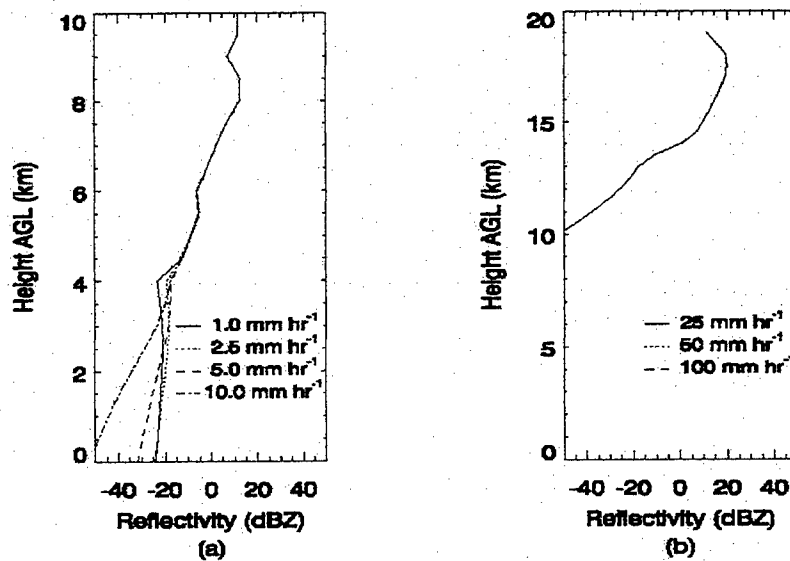 10
8
6
4
2
0
Height AGL (km)
1.0 mm hr⁻¹
2.5 mm hr⁻¹
5.0 mm hr⁻¹
10.0 mm hr⁻¹
-40 -20 0 20 40
Reflectivity (dBZ)
(a)
20
15
10
5
0
Height AGL (km)
25 mm hr⁻¹
50 mm hr⁻¹
100 mm hr⁻¹
-40 -20 0 20 40
Reflectivity (dBZ)
(b)